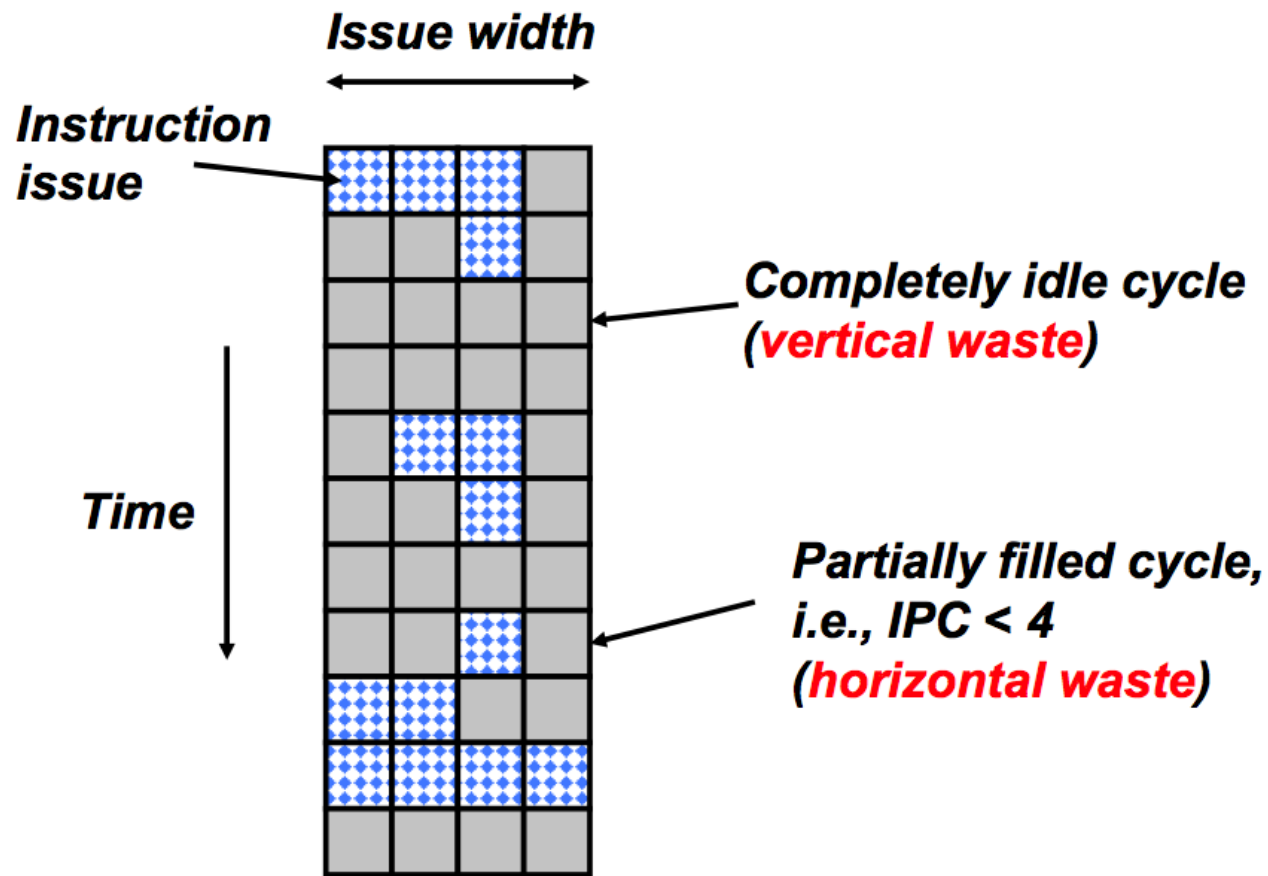 Issue width
Instruction
issue
Completely idle cycle
(vertical waste)
Time
Partially filled cycle,
i.e., IPC < 4
(horizontal waste)